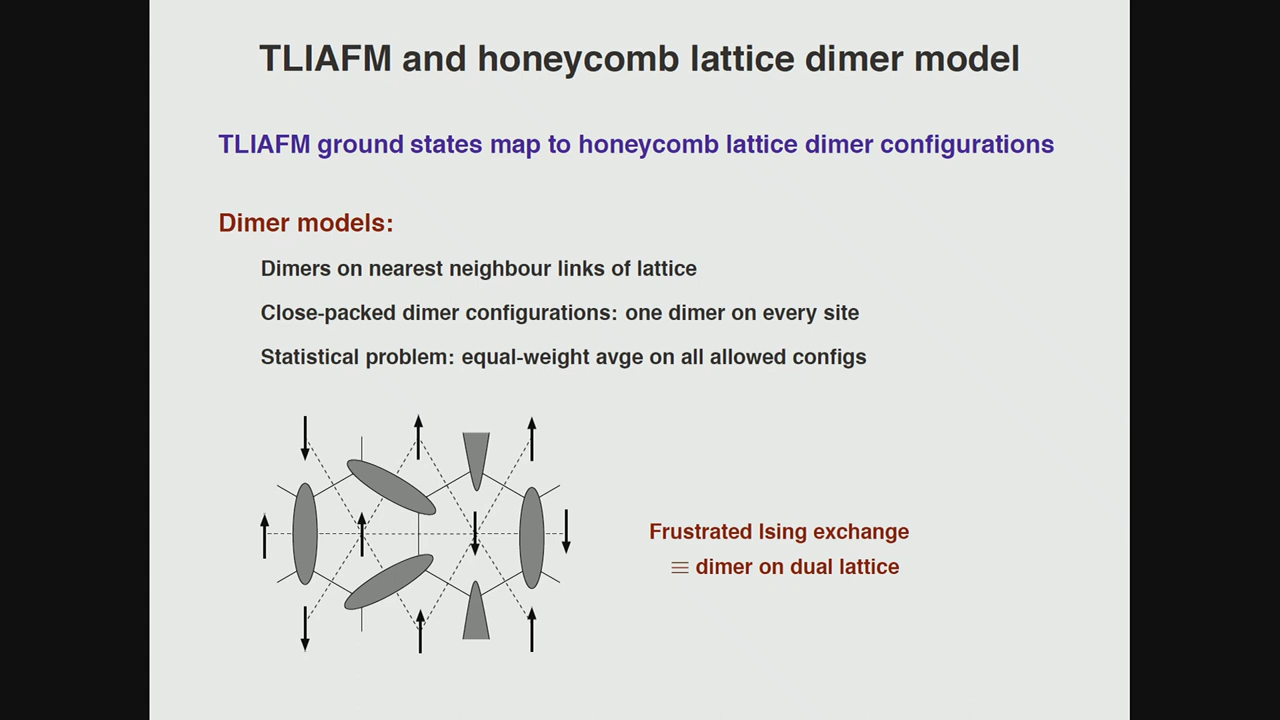 TLIAFM and honeycomb lattice dimer model
TLIAFM ground states map to honeycomb lattice dimer configurations
Dimer models:
Dimers on nearest neighbour links of lattice
Close-packed dimer configurations: one dimer on every site
Statistical problem: equal-weight avge on all allowed configs
Frustrated Ising exchange
≡ dimer on dual lattice